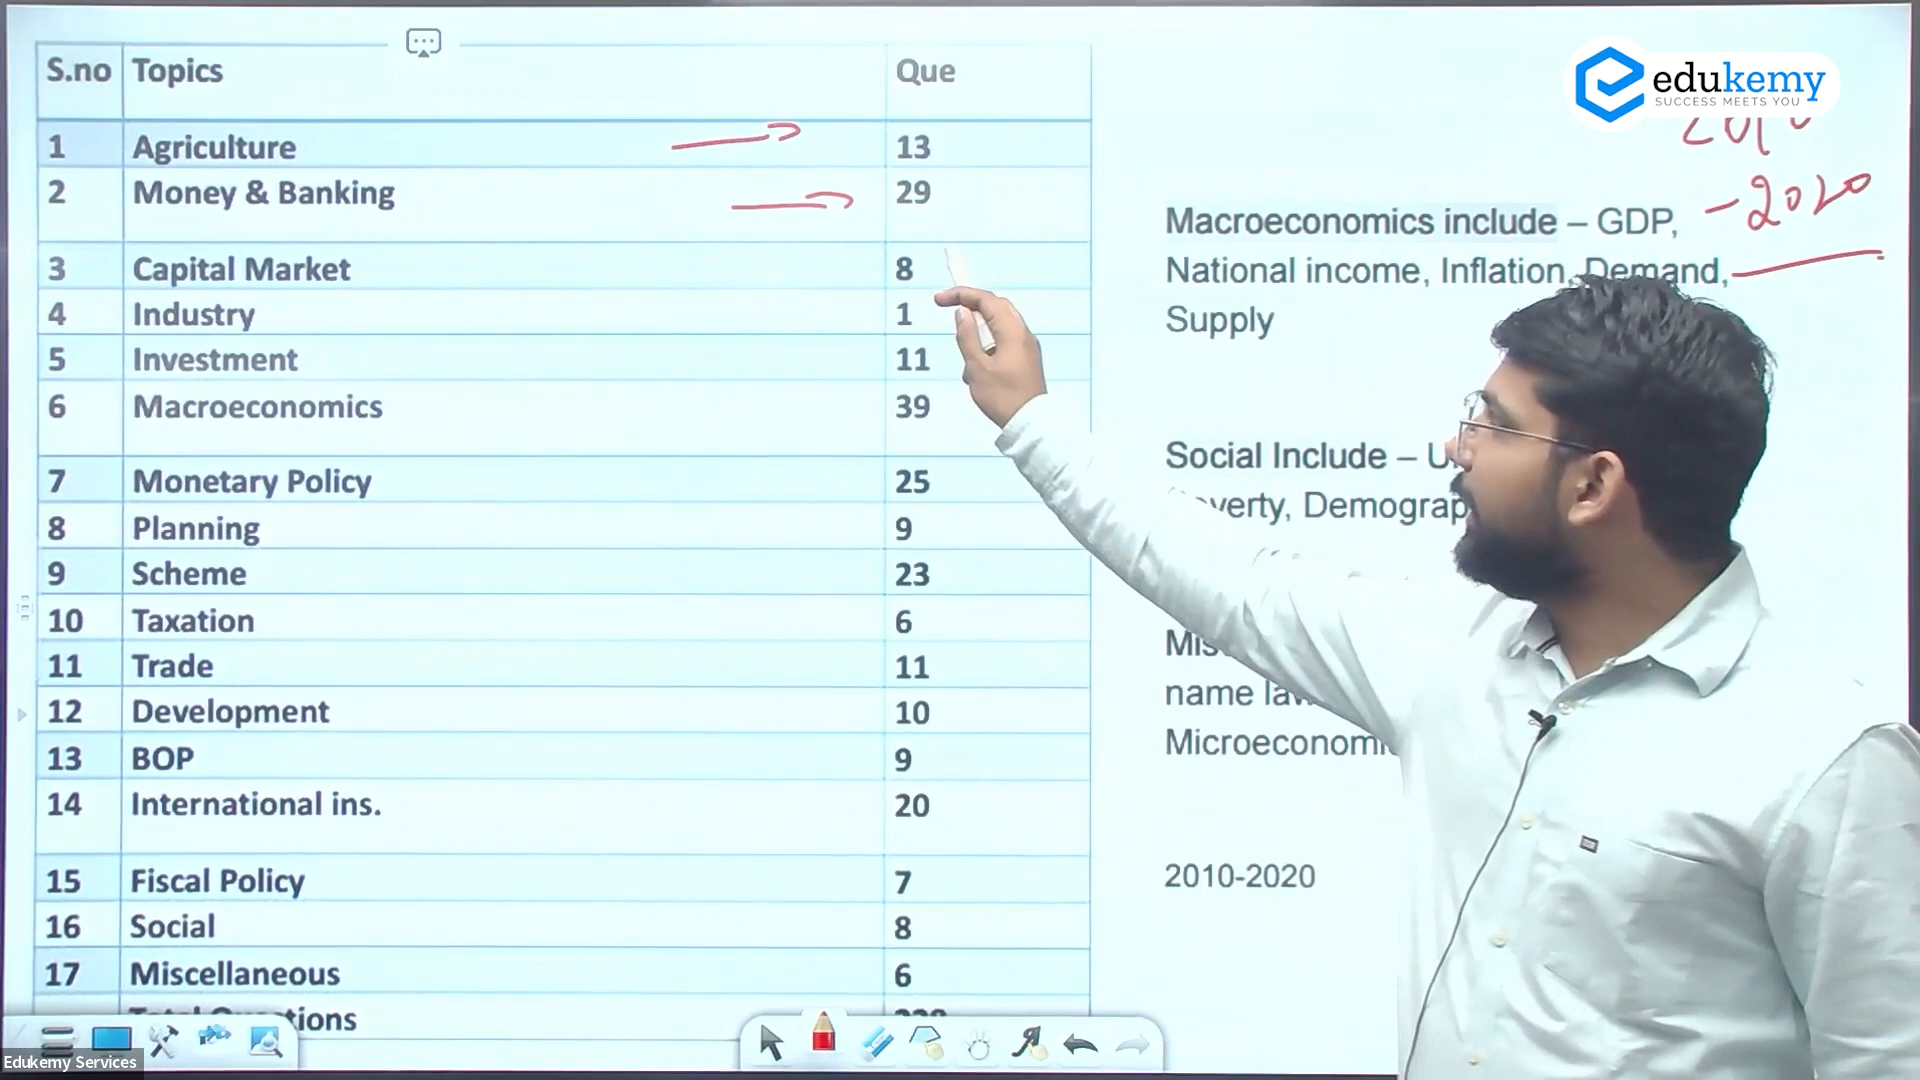 S.no Topics Que
1 Agriculture 13
2 Money & Banking 29
3 Capital Market 8
4 Industry 1
5 Investment 11
6 Macroeconomics 39
7 Monetary Policy 25
8 Planning 9
9 Scheme 23
10 Taxation 6
11 Trade 11
12 Development 10
13 BOP 9
14 International ins. 20
15 Fiscal Policy 7
16 Social 8
17 Miscellaneous 6
Total Questions
edukemy
SUCCESS MEETS YOU
-2020
Macroeconomics include – GDP,
National income, Inflation, Demand,
Supply
Social Include –
name
2010-2020
Edukemy Services